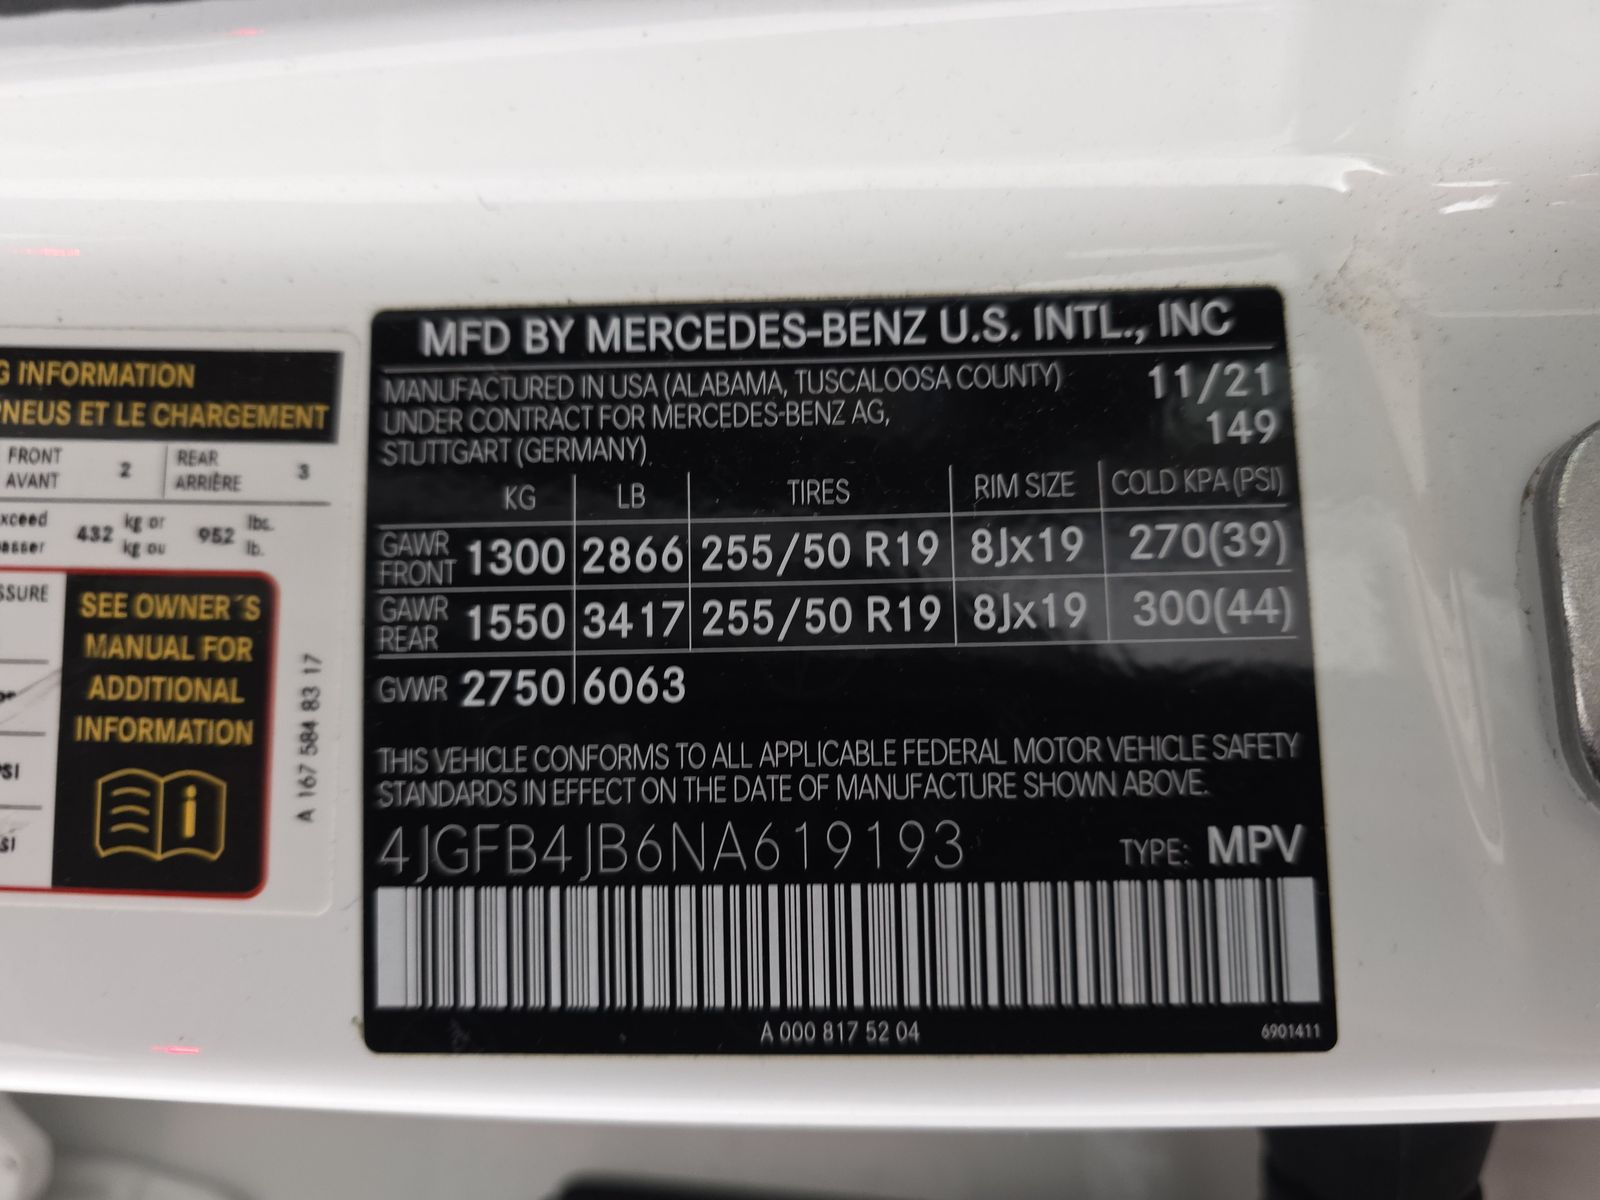 G INFORMATION
PNEUS ET LE CHARGEMENT
FRONT
AVANT
2
REAR
ARRIÈRE
3
xceed
passer
432
kg or
kg ou
952
lbs.
lb.
SSURE
PSI
SEE OWNER´S
MANUAL FOR
ADDITIONAL
INFORMATION
A 167 584 83 17
MFD BY MERCEDES-BENZ U.S. INTL., INC
MANUFACTURED IN USA (ALABAMA, TUSCALOOSA COUNTY) 11/21
UNDER CONTRACT FOR MERCEDES-BENZ AG, 149
STUTTGART (GERMANY)
KG LB TIRES RIM SIZE COLD KPA (PSI)
GAWR FRONT 1300 2866 255/50 R19 8Jx19 270(39)
GAWR REAR 1550 3417 255/50 R19 8Jx19 300(44)
GVWR 2750 6063
THIS VEHICLE CONFORMS TO ALL APPLICABLE FEDERAL MOTOR VEHICLE SAFETY
STANDARDS IN EFFECT ON THE DATE OF MANUFACTURE SHOWN ABOVE.
4JGFB4JB6NA619193 TYPE: MPV
A 000 817 52 04 6901411